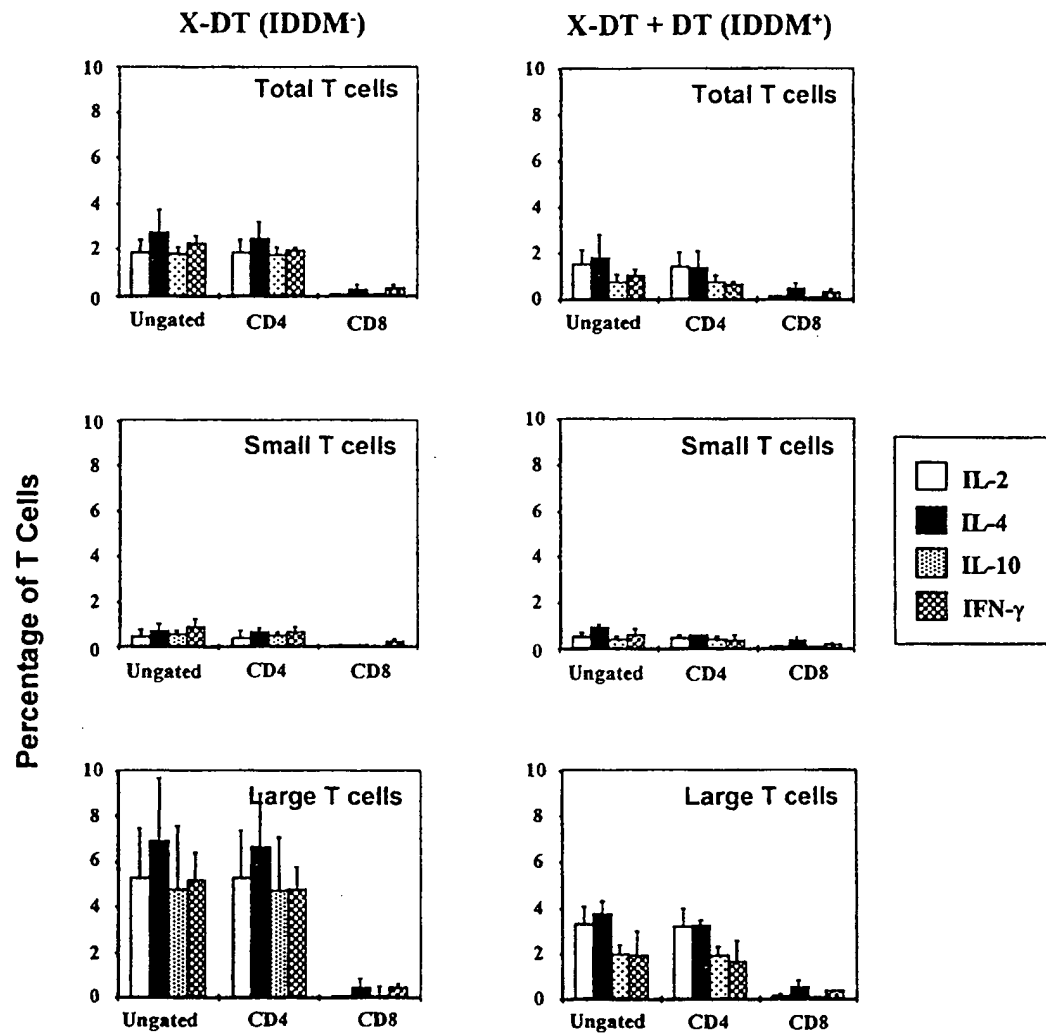 X-DT (IDDM⁻)
X-DT + DT (IDDM⁺)
Percentage of T Cells
10
8
6
4
2
0
Total T cells
Ungated CD4 CD8
10
8
6
4
2
0
Total T cells
Ungated CD4 CD8
10
8
6
4
2
0
Small T cells
Ungated CD4 CD8
10
8
6
4
2
0
Small T cells
Ungated CD4 CD8
IL-2
IL-4
IL-10
IFN-γ
10
8
6
4
2
0
Large T cells
Ungated CD4 CD8
10
8
6
4
2
0
Large T cells
Ungated CD4 CD8